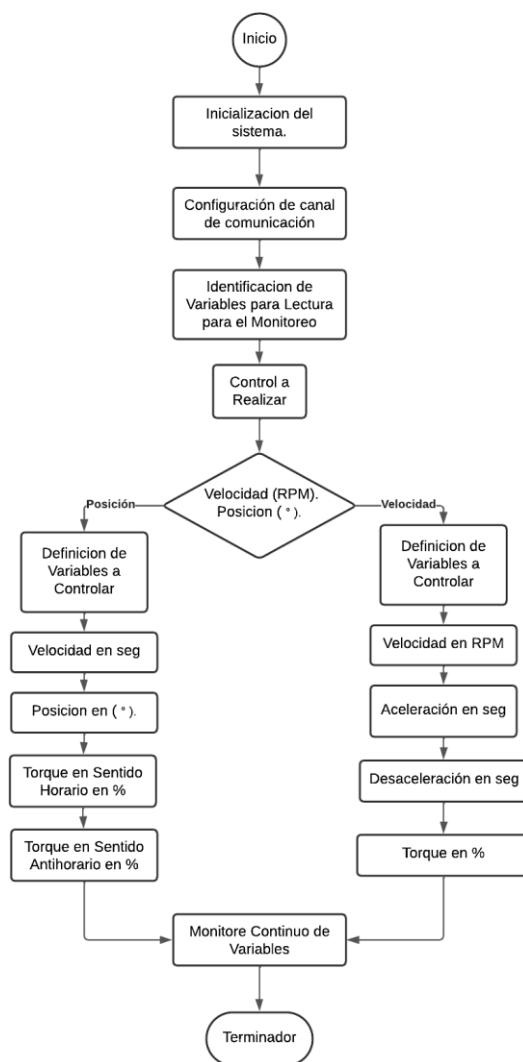 Inicio
Inicializacion del
sistema.
Configuración de canal
de comunicación
Identificacion de
Variables para Lectura
para el Monitoreo
Control a
Realizar
Velocidad (RPM).
Posicion ( ° ).
Posición
Velocidad
Definicion de
Variables a
Controlar
Velocidad en seg
Posicion en ( ° ).
Torque en Sentido
Horario en %
Torque en Sentido
Antihorario en %
Definicion de
Variables a
Controlar
Velocidad en RPM
Aceleración en seg
Desaceleración en seg
Torque en %
Monitore Continuo de
Variables
Terminador